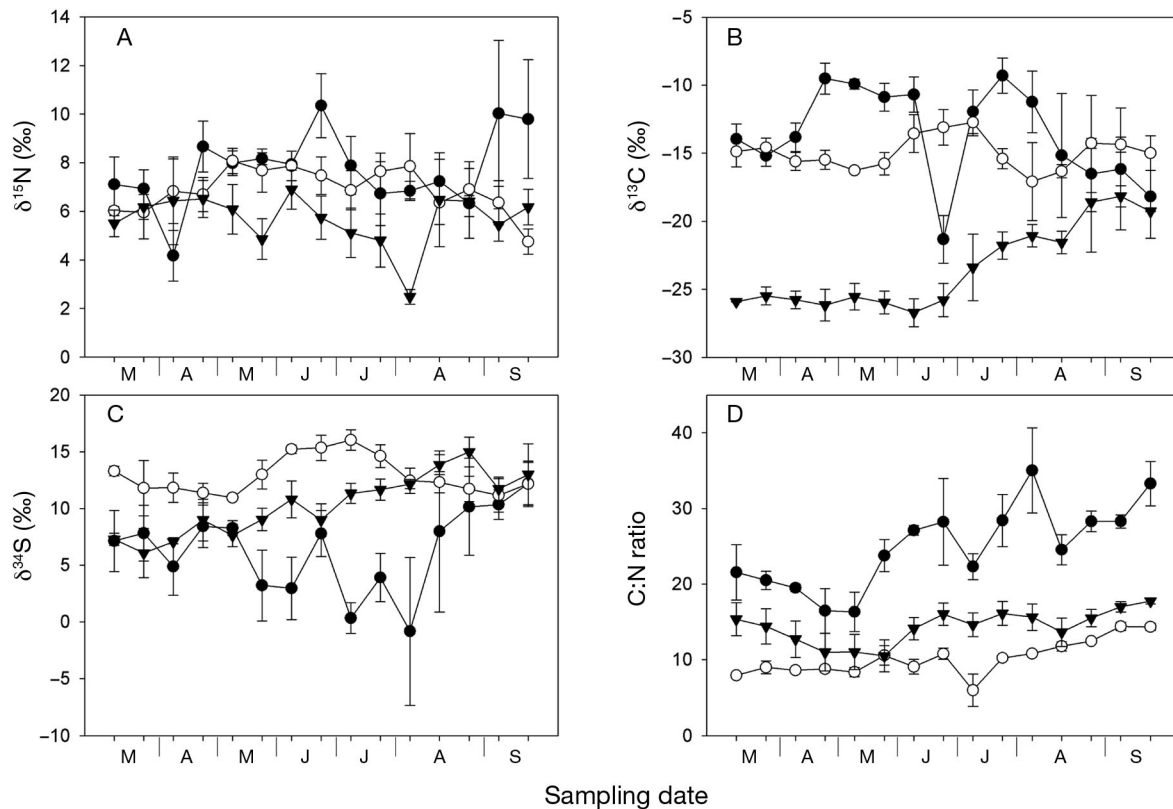 A
14
12
10
8
6
4
2
0
δ¹⁵N (‰)
M A M J J A S
B
−5
−10
−15
−20
−25
−30
δ¹³C (‰)
M A M J J A S
C
20
15
10
5
0
−5
−10
δ³⁴S (‰)
M A M J J A S
D
40
30
20
10
0
C:N ratio
M A M J J A S
Sampling date